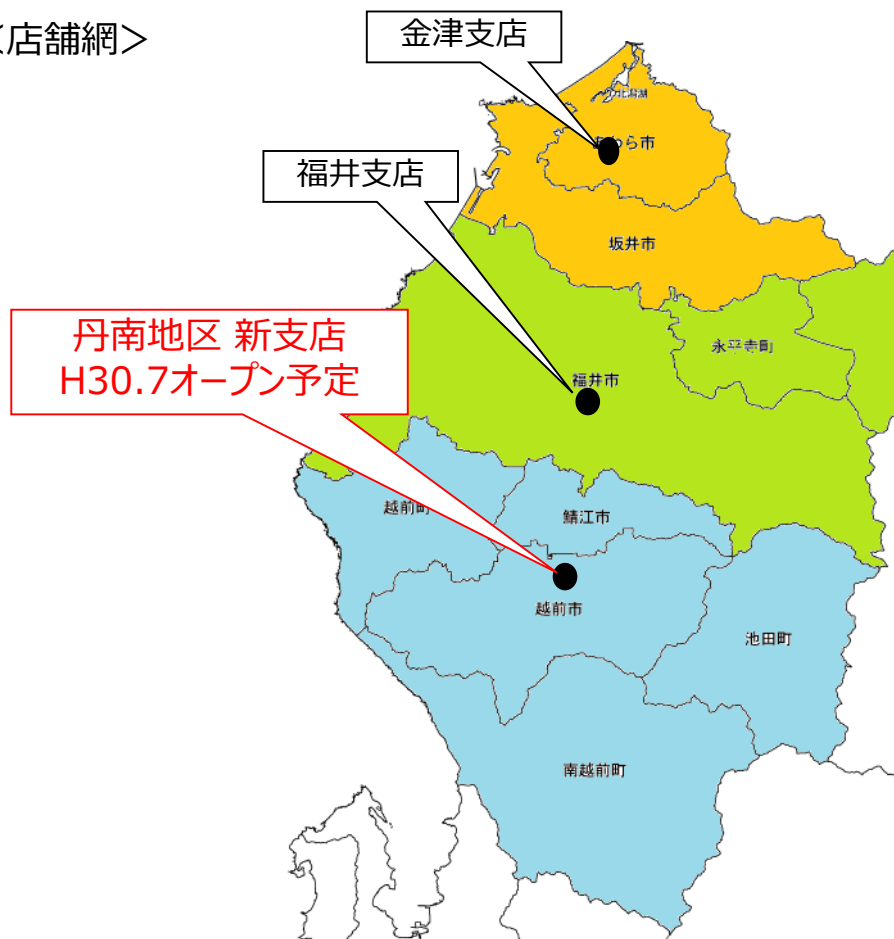 店舗網>
金津支店
北潟湖
わら市
福井支店
坂井市
丹南地区 新支店
H30.7オープン予定
永平寺町
福井市
越前町
鯖江市
越前市
池田町
南越前町